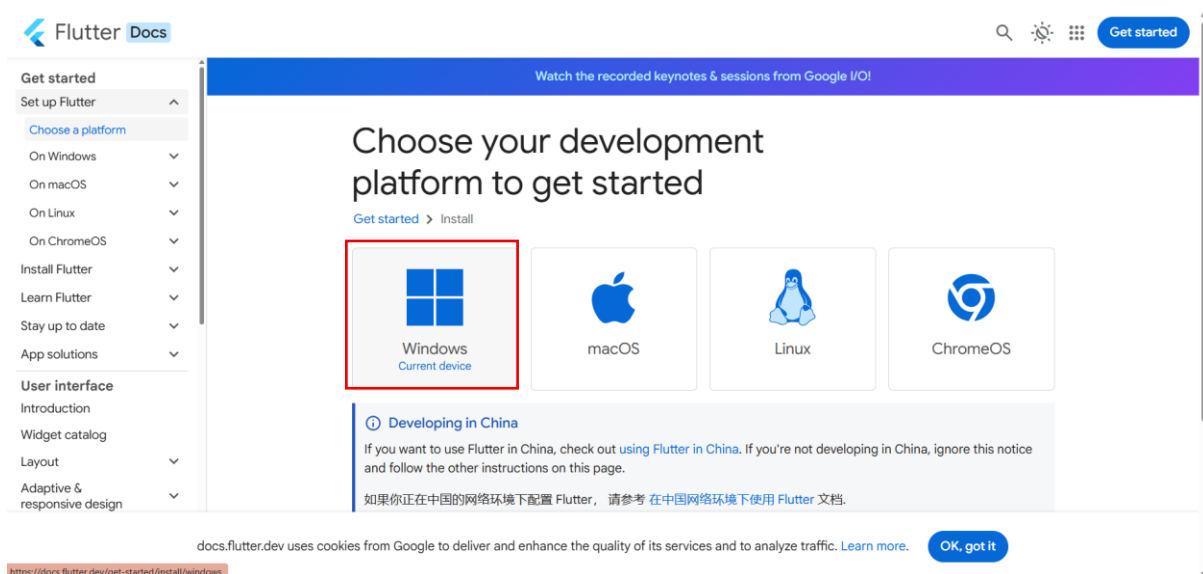 Flutter Docs
Get started
Get started
Set up Flutter
Choose a platform
On Windows
On macOS
On Linux
On ChromeOS
Install Flutter
Learn Flutter
Stay up to date
App solutions
User interface
Introduction
Widget catalog
Layout
Adaptive &
responsive design
Watch the recorded keynotes & sessions from Google I/O!
Choose your development
platform to get started
Get started > Install
Windows
Current device
macOS
Linux
ChromeOS
Developing in China
If you want to use Flutter in China, check out using Flutter in China. If you're not developing in China, ignore this notice
and follow the other instructions on this page.
如果你正在中国的网络环境下配置 Flutter， 请参考 在中国网络环境下使用 Flutter 文档.
docs.flutter.dev uses cookies from Google to deliver and enhance the quality of its services and to analyze traffic. Learn more.
OK, got it
https://docs.flutter.dev/get-started/install/windows